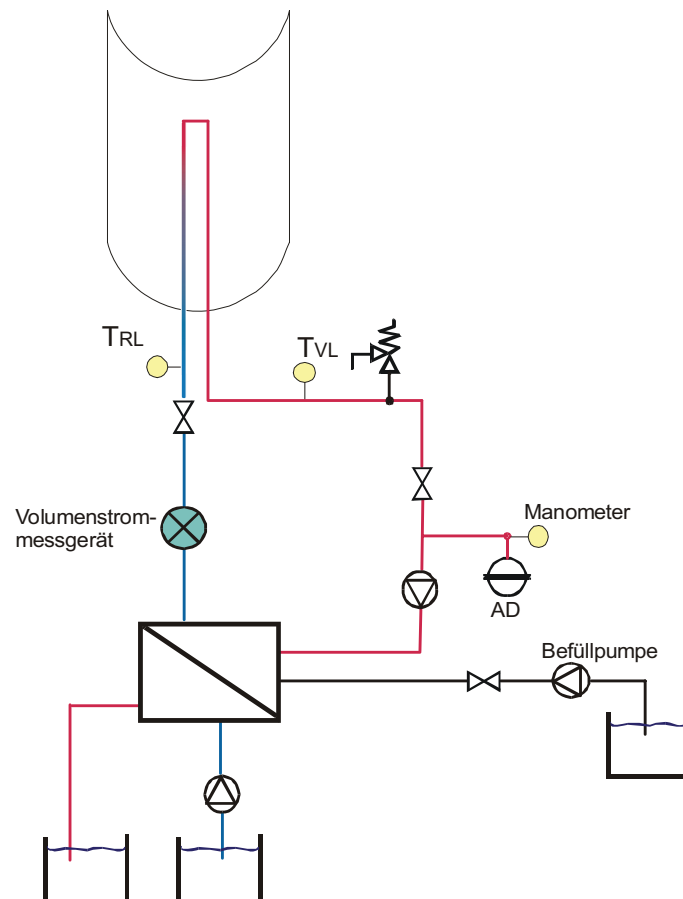 TRL
TVL
Volumenstrom-
messgerät
Manometer
AD
Befüllpumpe